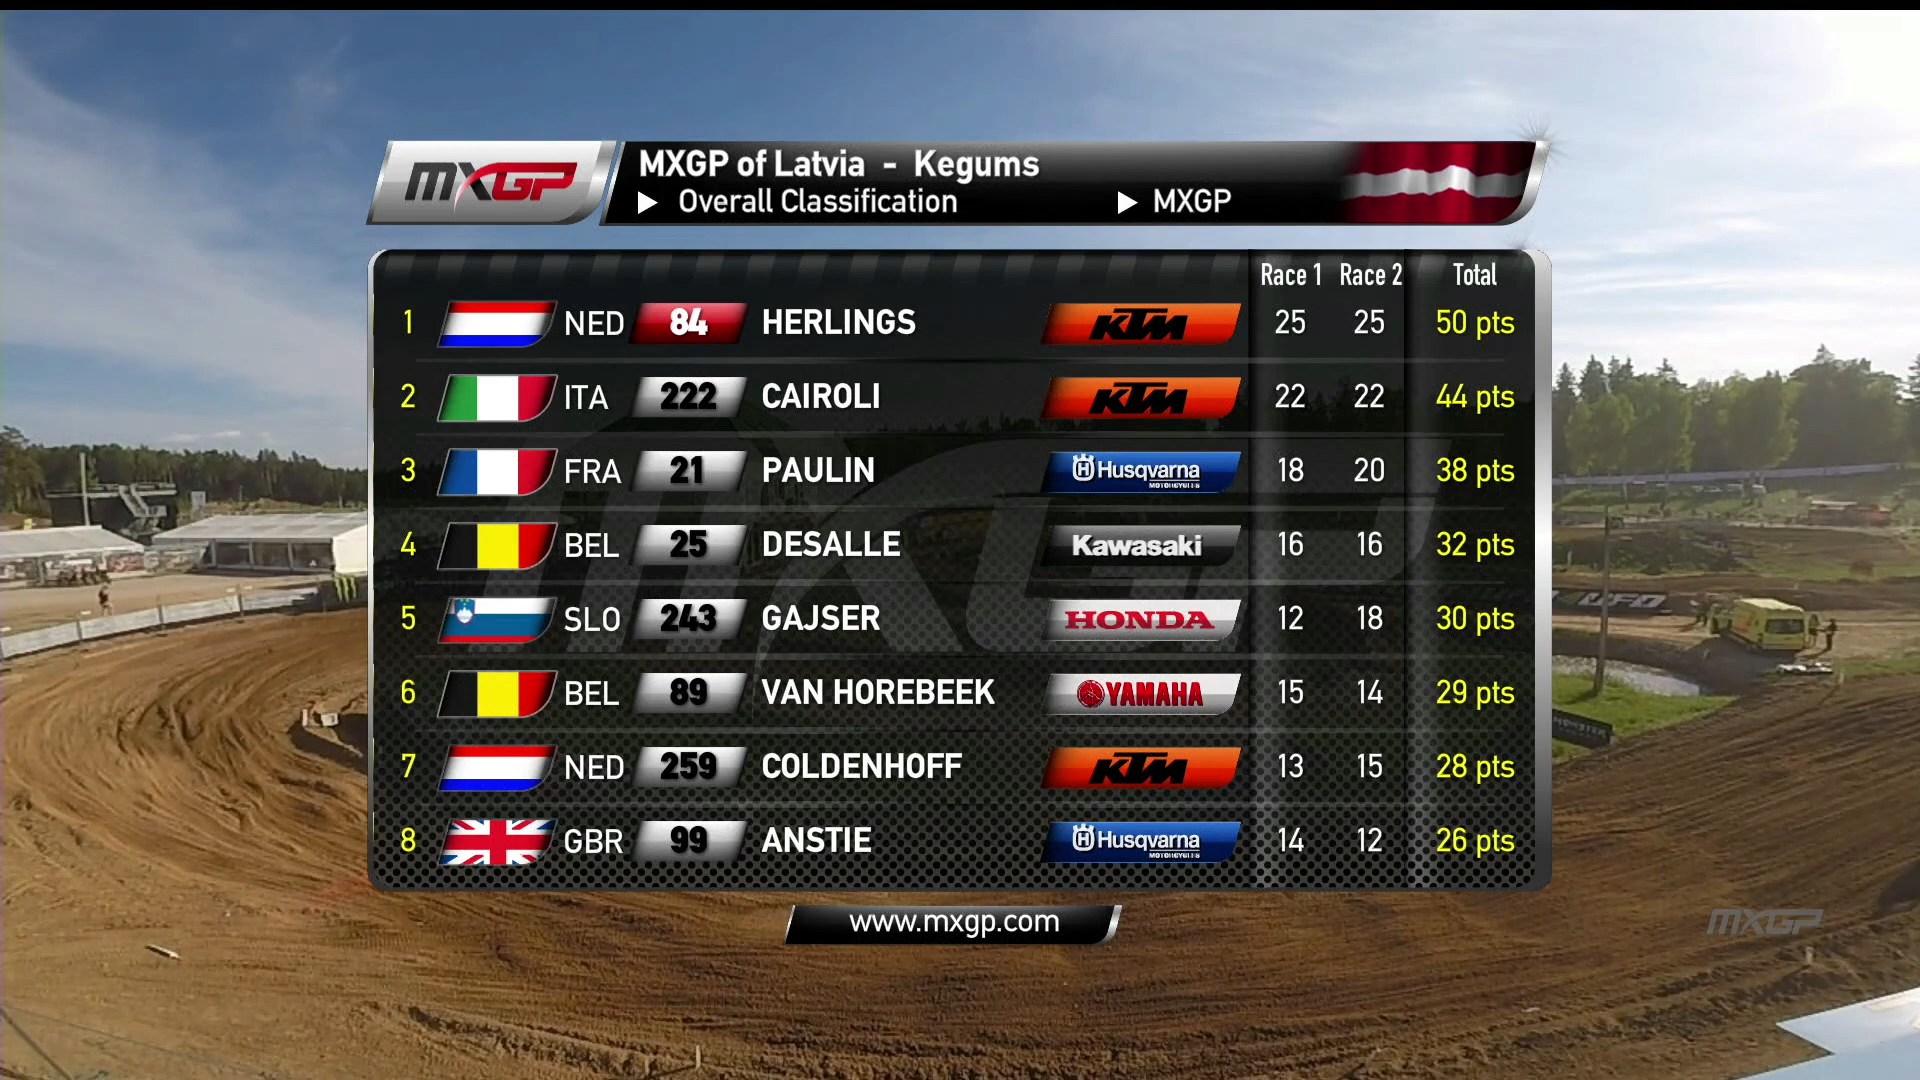 MXGP
MXGP of Latvia - Kegums
Overall Classification MXGP
Race 1 Race 2 Total
1 NED 84 HERLINGS KTM 25 25 50 pts
2 ITA 222 CAIROLI KTM 22 22 44 pts
3 FRA 21 PAULIN Husqvarna MOTORCYCLES 18 20 38 pts
4 BEL 25 DESALLE Kawasaki 16 16 32 pts
5 SLO 243 GAJSER HONDA 12 18 30 pts
6 BEL 89 VAN HOREBEEK YAMAHA 15 14 29 pts
7 NED 259 COLDENHOFF KTM 13 15 28 pts
8 GBR 99 ANSTIE Husqvarna MOTORCYCLES 14 12 26 pts
www.mxgp.com
MXGP